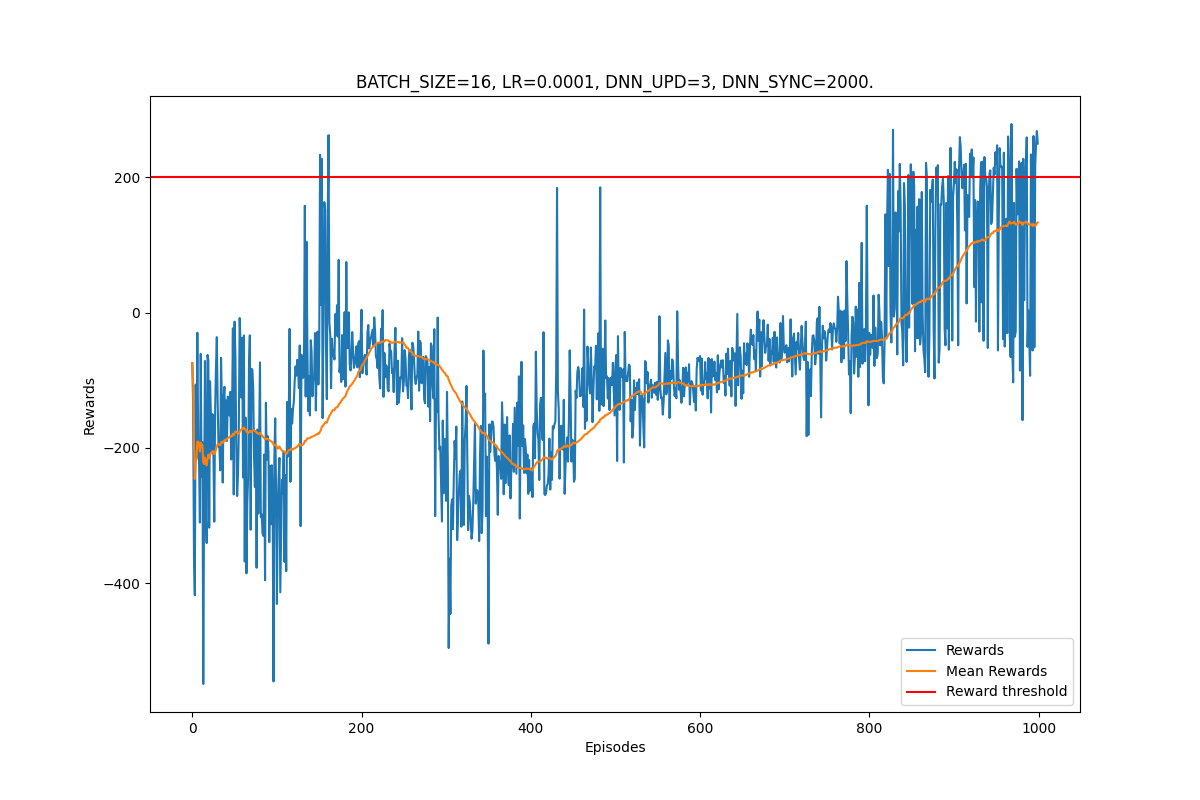 BATCH_SIZE=16, LR=0.0001, DNN_UPD=3, DNN_SYNC=2000.
200
0
−200
−400
Rewards
0
200
400
600
800
1000
Episodes
Rewards
Mean Rewards
Reward threshold